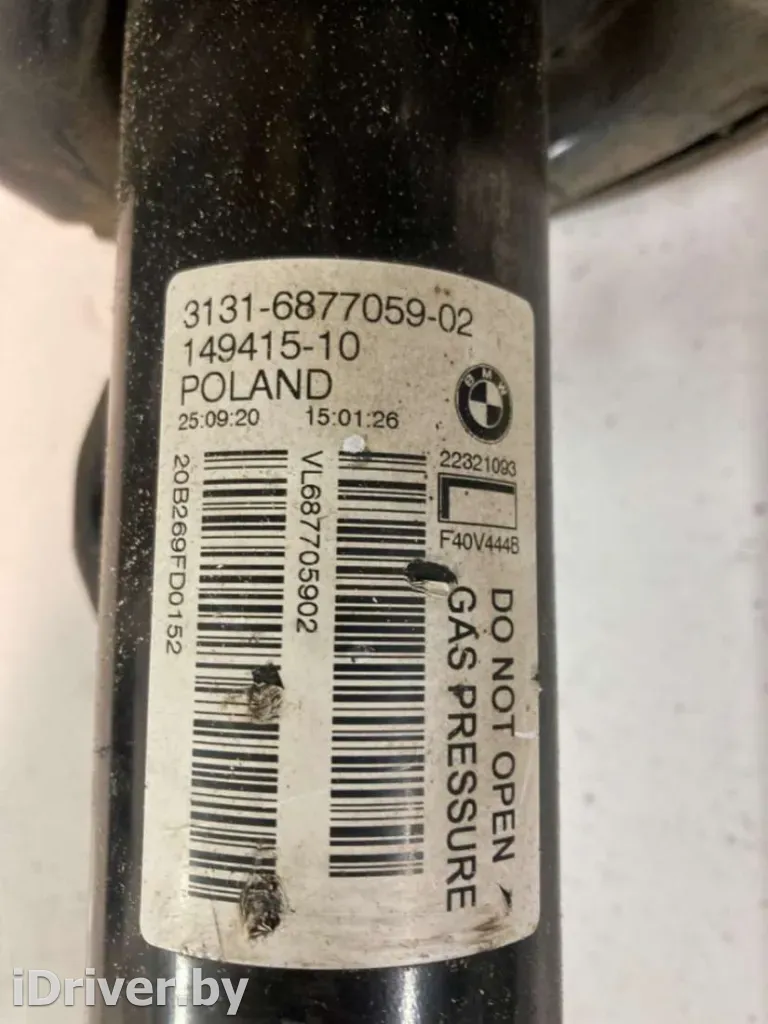 3131-6877059-02
149415-10
POLAND
25:09:20 15:01:26
BMW
22321093
F40V444B
20B269FD0152
VL687705902
DO NOT OPEN
GAS PRESSURE
iDriver.by